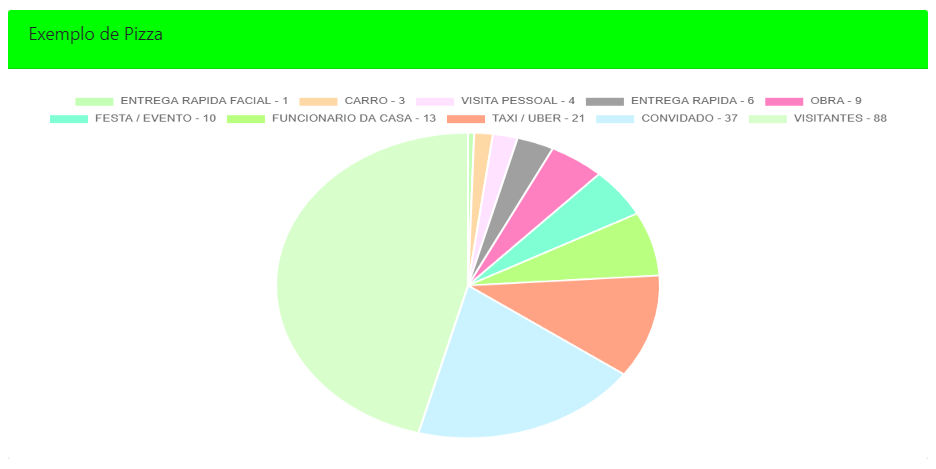 Exemplo de Pizza
ENTREGA RAPIDA FACIAL - 1 CARRO - 3 VISITA PESSOAL - 4 ENTREGA RAPIDA - 6 OBRA - 9
FESTA / EVENTO - 10 FUNCIONARIO DA CASA - 13 TAXI / UBER - 21 CONVIDADO - 37 VISITANTES - 88